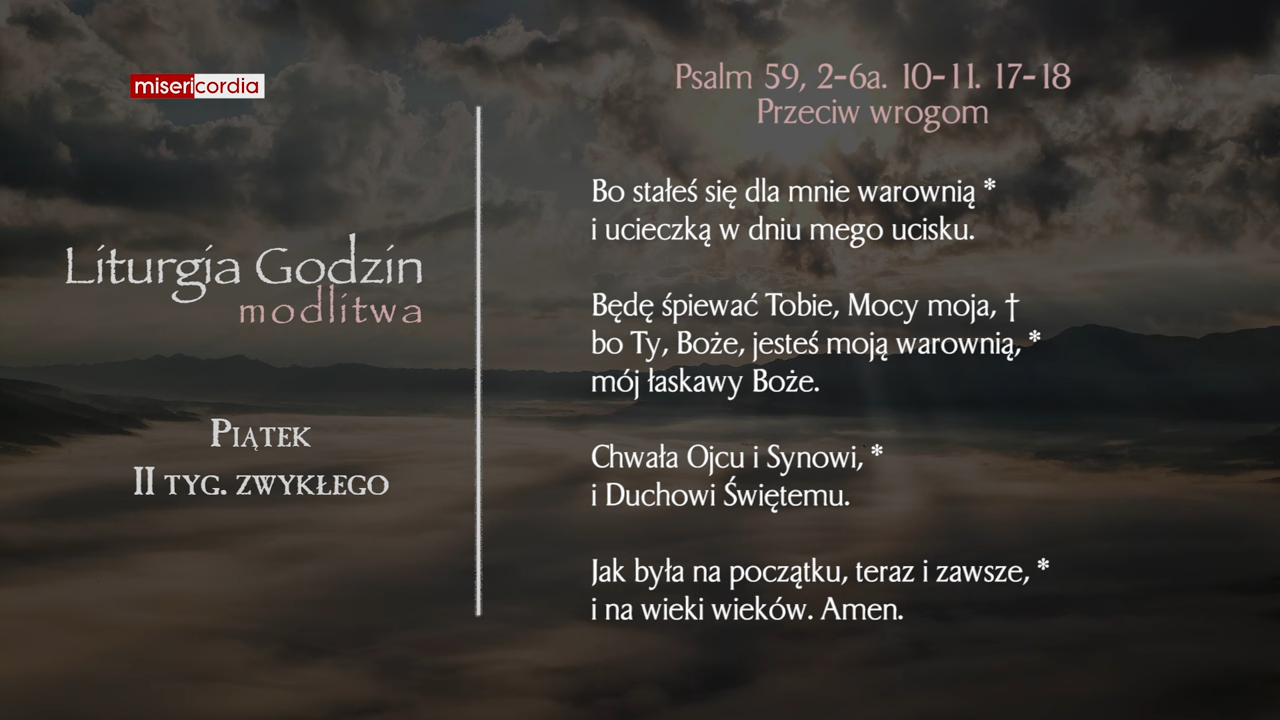 misericordia
Liturgia Godzin
modlitwa
Piątek
II tyg. zwykłego
Psalm 59, 2-6a. 10-11. 17-18
Przeciw wrogom
Bo stałeś się dla mnie warownią *
i ucieczką w dniu mego ucisku.
Będę śpiewać Tobie, Mocy moja, †
bo Ty, Boże, jesteś moją warownią, *
mój łaskawy Boże.
Chwała Ojcu i Synowi, *
i Duchowi Świętemu.
Jak była na początku, teraz i zawsze, *
i na wieki wieków. Amen.